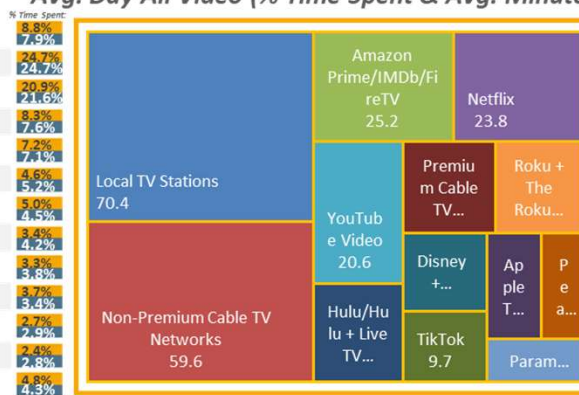 Avg. Day All Video (% Time Spent & Avg. Minute
% Time Spent:
8.8%
7.9%
24.7%
24.7%
20.9%
21.6%
8.3%
7.6%
7.2%
7.1%
4.6%
5.2%
5.0%
4.5%
3.4%
4.2%
3.3%
3.8%
3.7%
3.4%
2.7%
2.9%
2.4%
2.8%
4.8%
4.3%
Local TV Stations
70.4
Non-Premium Cable TV
Networks
59.6
Amazon
Prime/IMDb/Fi
reTV
25.2
Netflix
23.8
YouTub
e Video
20.6
Premiu
m Cable
TV...
Roku +
The
Roku...
Hulu/Hu
lu + Live
TV...
Disney
+...
Ap
ple
T...
P
e
a...
TikTok
9.7
Param...